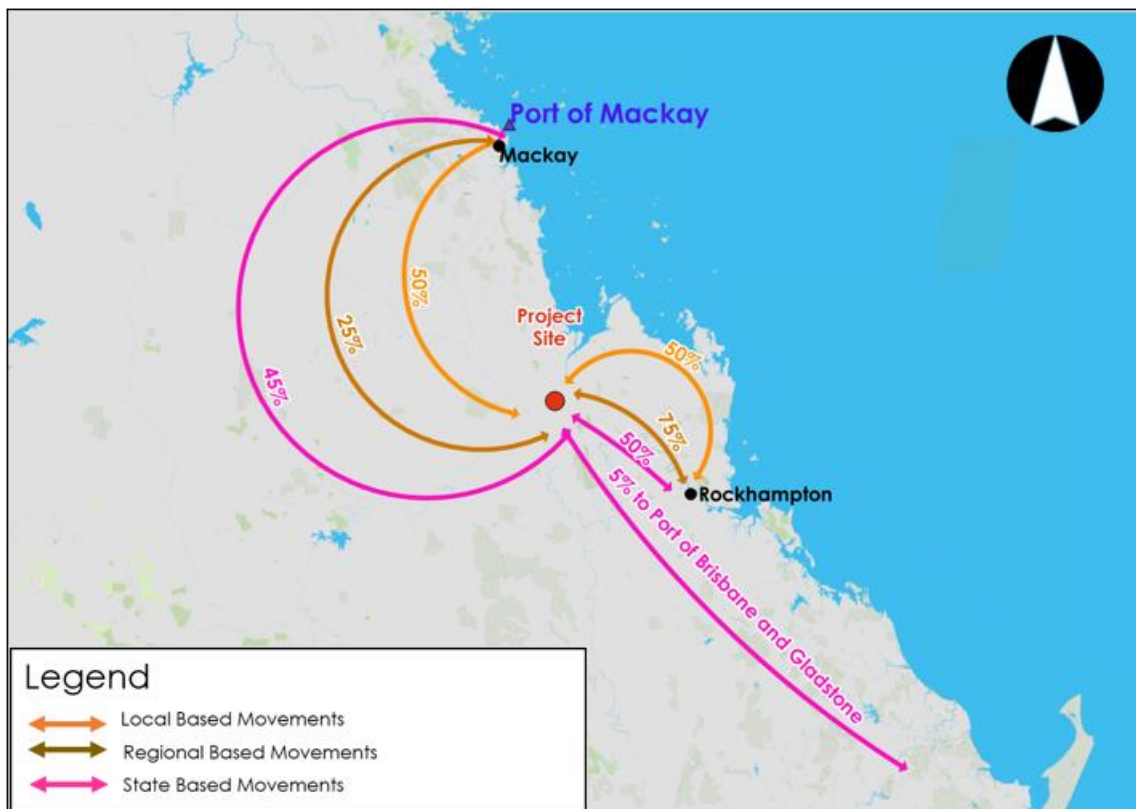 Port of Mackay
Mackay
50%
25%
45%
Project
Site
50%
75%
50%
Rockhampton
5% to Port of Brisbane and Gladstone
Legend
Local Based Movements
Regional Based Movements
State Based Movements